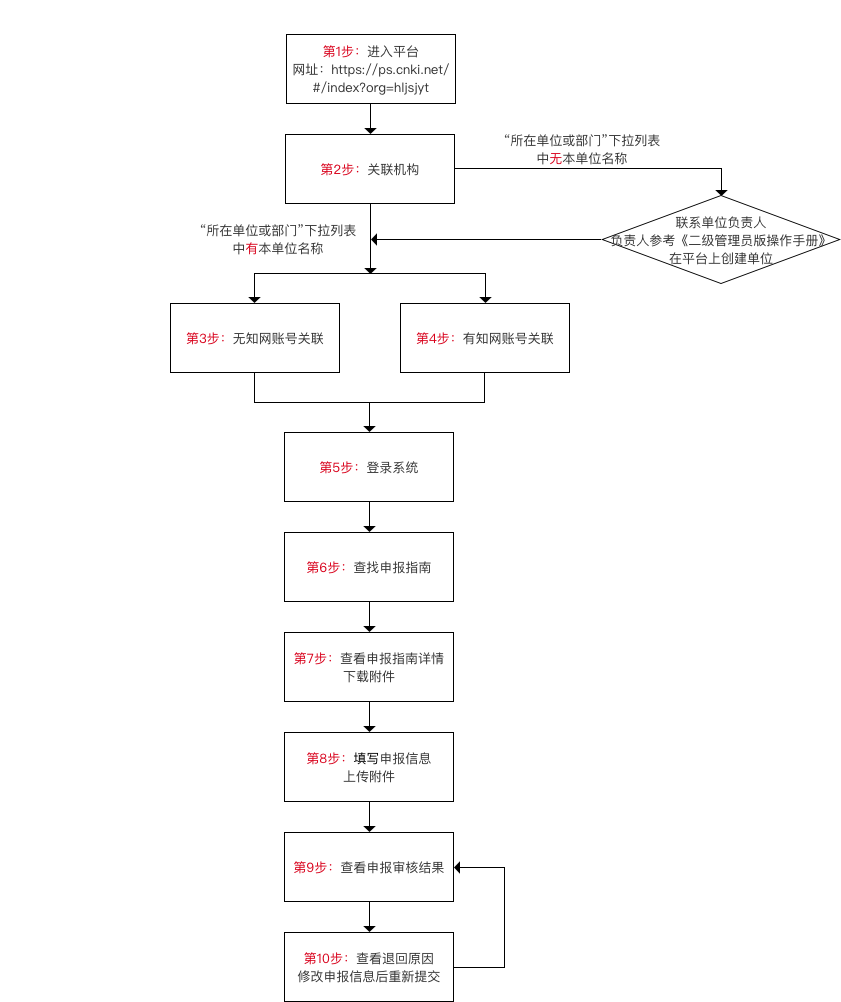 第1步：进入平台
网址：https://ps.cnki.net/
#/index?org=hljsjyt
“所在单位或部门”下拉列表
中无本单位名称
第2步：关联机构
联系单位负责人
负责人参考《二级管理员版操作手册》
在平台上创建单位
“所在单位或部门”下拉列表
中有本单位名称
第3步：无知网账号关联
第4步：有知网账号关联
第5步：登录系统
第6步：查找申报指南
第7步：查看申报指南详情
下载附件
第8步：填写申报信息
上传附件
第9步：查看申报审核结果
第10步：查看退回原因
修改申报信息后重新提交